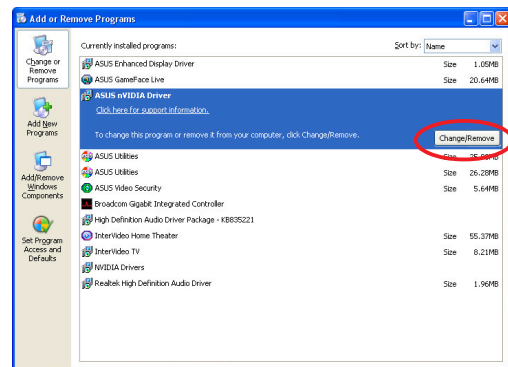 Add or Remove Programs
Change or
Remove
Programs
Add New
Programs
Add/Remove
Windows
Components
Set Program
Access and
Defaults
Currently installed programs:
Sort by: Name
ASUS Enhanced Display Driver Size 1.05MB
ASUS GameFace Live Size 20.64MB
ASUS nVIDIA Driver
Click here for support information.
To change this program or remove it from your computer, click Change/Remove.
Change/Remove
ASUS Utilities Size
ASUS Utilities Size 26.28MB
ASUS Video Security Size 5.64MB
Broadcom Gigabit Integrated Controller
High Definition Audio Driver Package - KB835221
InterVideo Home Theater Size 55.37MB
InterVideo TV Size 8.21MB
NVIDIA Drivers
Realtek High Definition Audio Driver Size 1.96MB